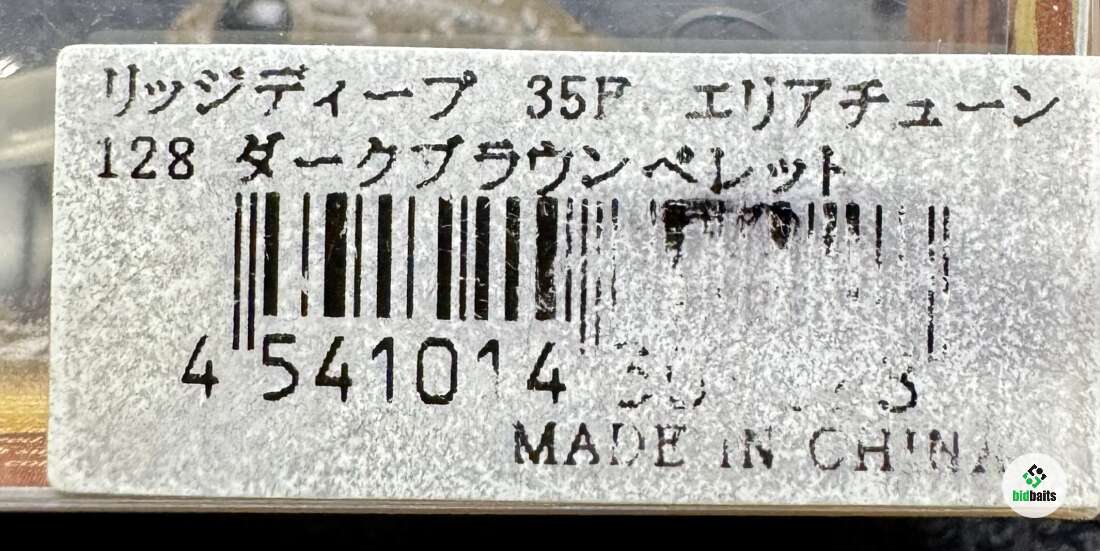 リッジディープ 35F エリアチューン
128 ダークブラウンペレット
4 541014
MADE IN CHINA
bidbaits